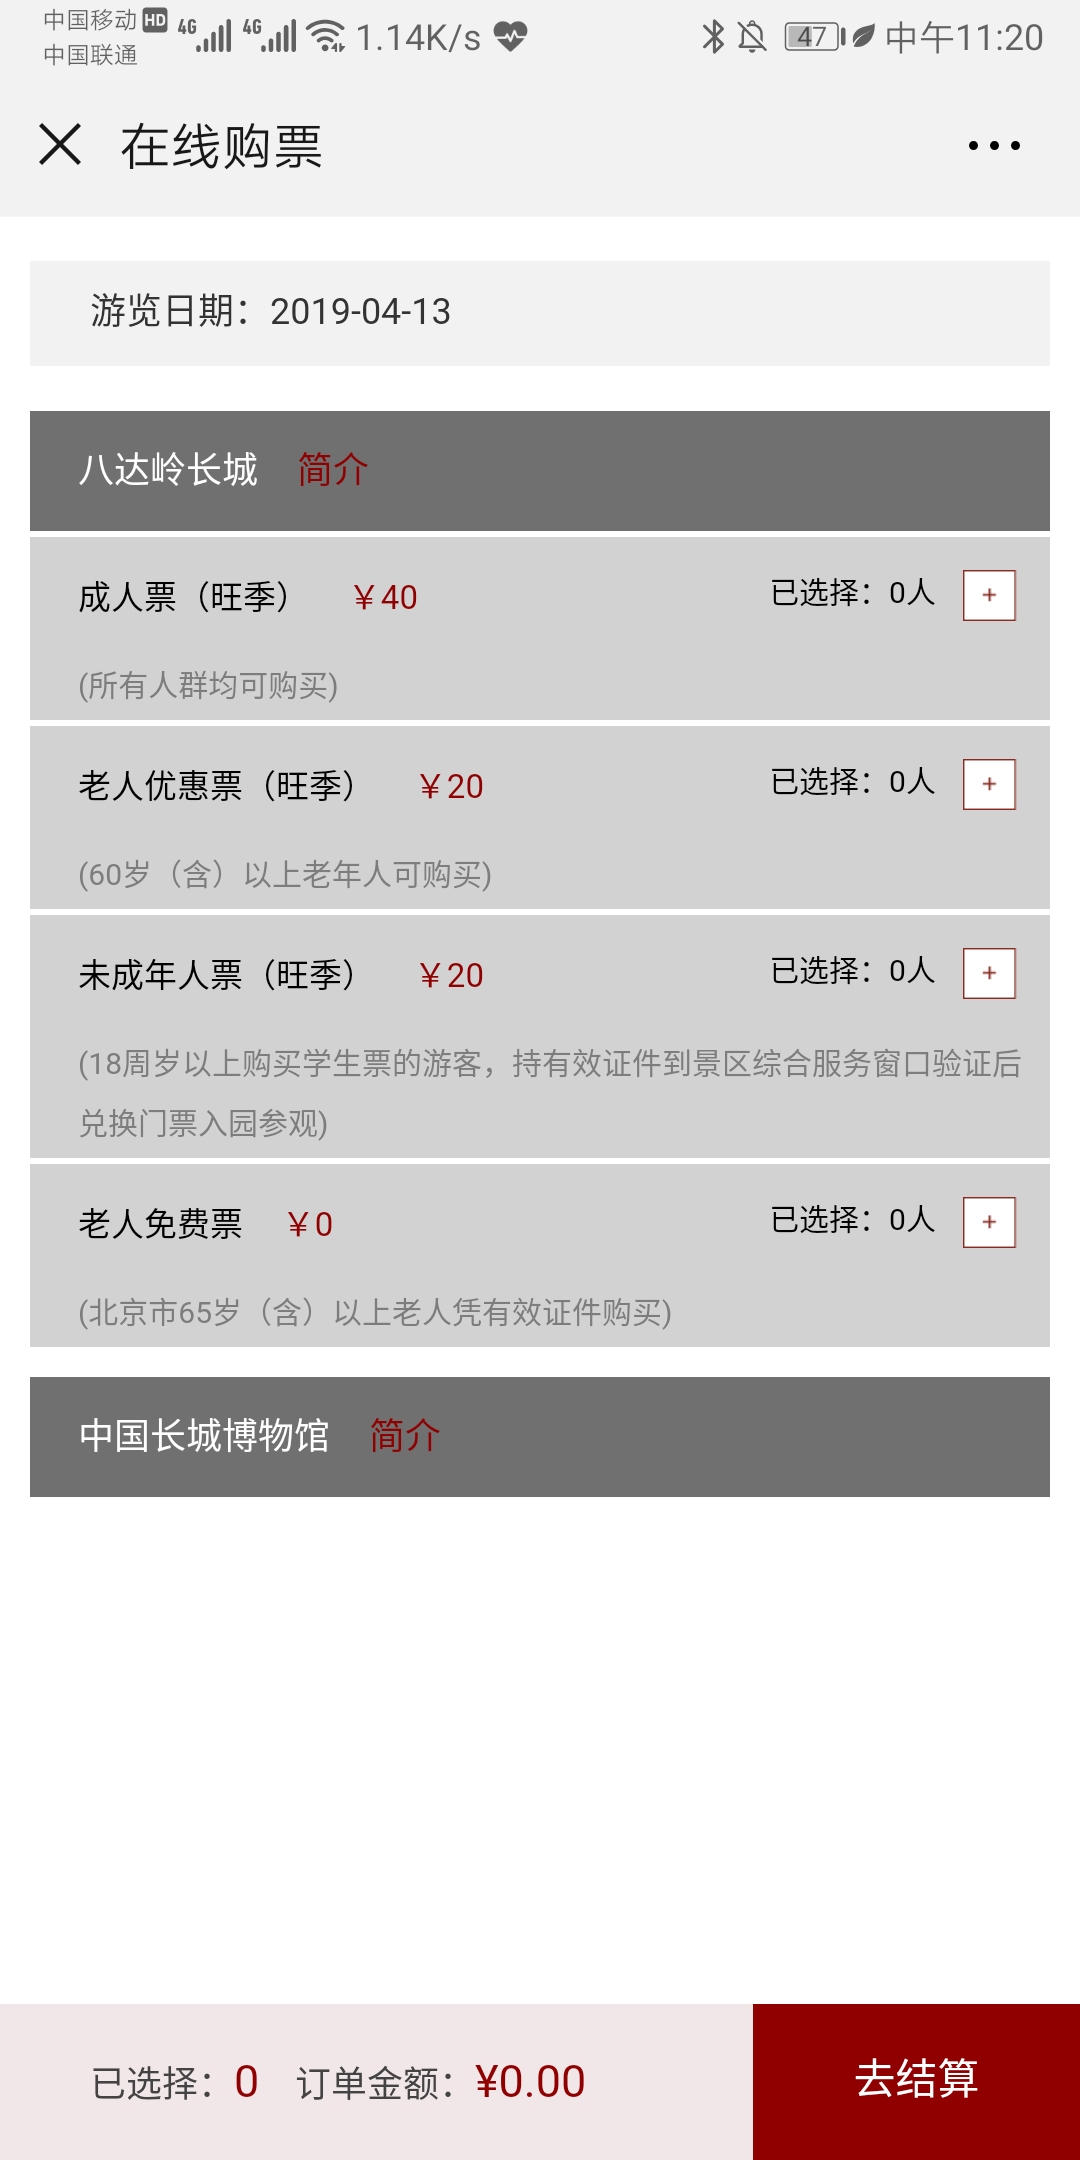 中国移动 HD 4G 4G 1.14K/s 47 中午11:20
中国联通
在线购票
游览日期：2019-04-13
八达岭长城 简介
成人票（旺季） ￥40 已选择：0人 +
(所有人群均可购买)
老人优惠票（旺季） ￥20 已选择：0人 +
(60岁（含）以上老年人可购买)
未成年人票（旺季） ￥20 已选择：0人 +
(18周岁以上购买学生票的游客，持有效证件到景区综合服务窗口验证后
兑换门票入园参观)
老人免费票 ￥0 已选择：0人 +
(北京市65岁（含）以上老人凭有效证件购买)
中国长城博物馆 简介
已选择：0 订单金额：¥0.00 去结算